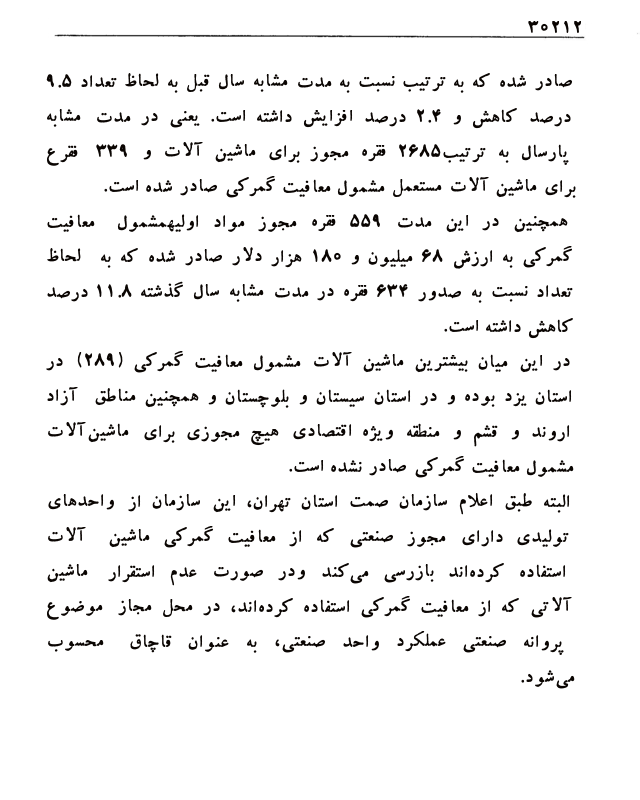 ۳۰۲۱۲
صادر شده که به ترتیب نسبت به مدت مشابه سال قبل به لحاظ تعداد ۹.۵
درصد کاهش و ۲.۴ درصد افزایش داشته است. یعنی در مدت مشابه
پارسال به ترتیب۲۶۸۵ فقره مجوز برای ماشین آلات و ۳۳۹ فقرع
برای ماشین آلات مستعمل مشمول معافیت گمرکی صادر شده است.
همچنین در این مدت ۵۵۹ فقره مجوز مواد اولیهمشمول معافیت
گمرکی به ارزش ۶۸ میلیون و ۱۸۰ هزار دلار صادر شده که به لحاظ
تعداد نسبت به صدور ۶۳۴ فقره در مدت مشابه سال گذشته ۱۱.۸ درصد
کاهش داشته است.
در این میان بیشترین ماشین آلات مشمول معافیت گمرکی (۲۸۹) در
استان یزد بوده و در استان سیستان و بلوچستان و همچنین مناطق آزاد
اروند و قشم و منطقه ویژه اقتصادی هیچ مجوزی برای ماشین‌آلات
مشمول معافیت گمرکی صادر نشده است.
البته طبق اعلام سازمان صمت استان تهران، این سازمان از واحدهای
تولیدی دارای مجوز صنعتی که از معافیت گمرکی ماشین آلات
استفاده کرده‌اند بازرسی می‌کند ودر صورت عدم استقرار ماشین
آلاتی که از معافیت گمرکی استفاده کرده‌اند، در محل مجاز موضوع
پروانه صنعتی عملکرد واحد صنعتی، به عنوان قاچاق محسوب
می‌شود.